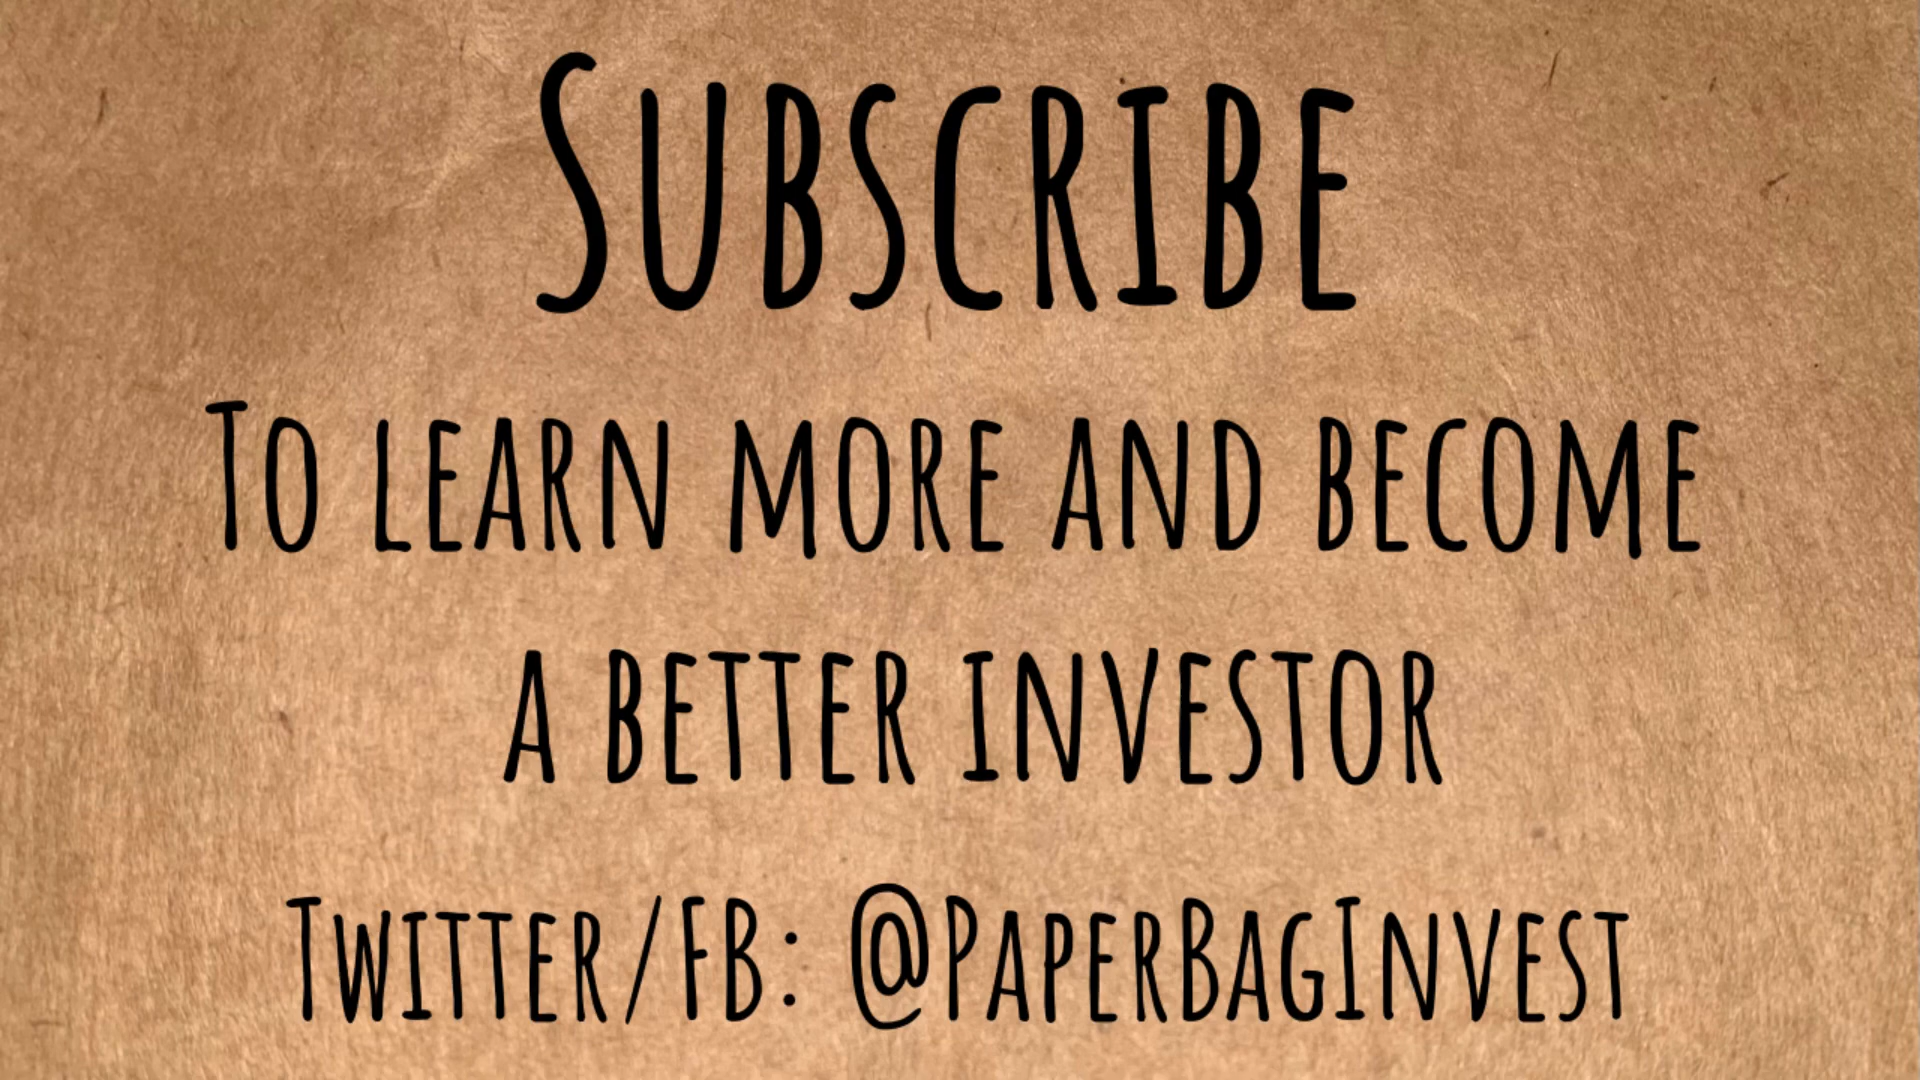 Subscribe
To learn more and become
a better investor
Twitter/FB: @PaperBagInvest